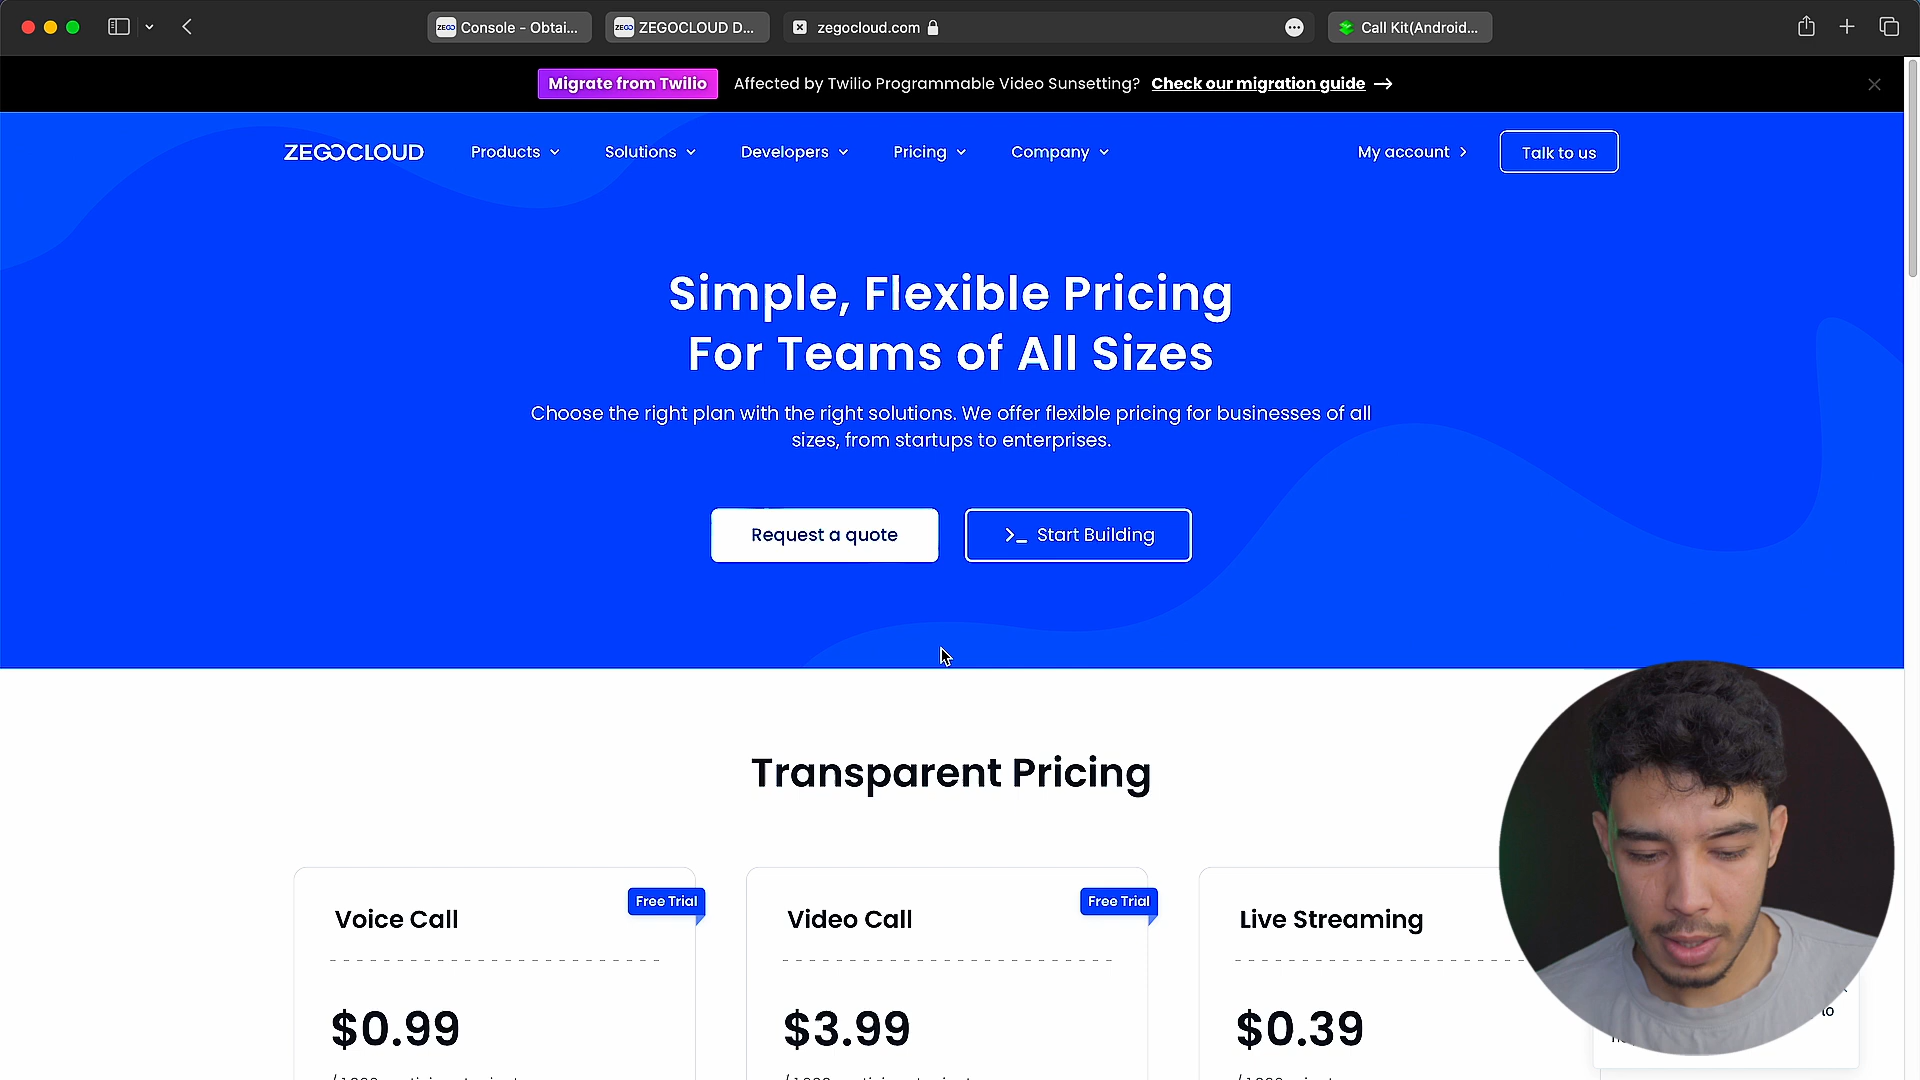 Console - Obtai...
ZEGOCLOUD D...
zegocloud.com
Call Kit(Android...
Migrate from Twilio
Affected by Twilio Programmable Video Sunsetting? Check our migration guide →
ZEGOCLOUD
Products
Solutions
Developers
Pricing
Company
My account
Talk to us
Simple, Flexible Pricing
For Teams of All Sizes
Choose the right plan with the right solutions. We offer flexible pricing for businesses of all
sizes, from startups to enterprises.
Request a quote
>_ Start Building
Transparent Pricing
Voice Call
Free Trial
$0.99
Video Call
Free Trial
$3.99
Live Streaming
$0.39